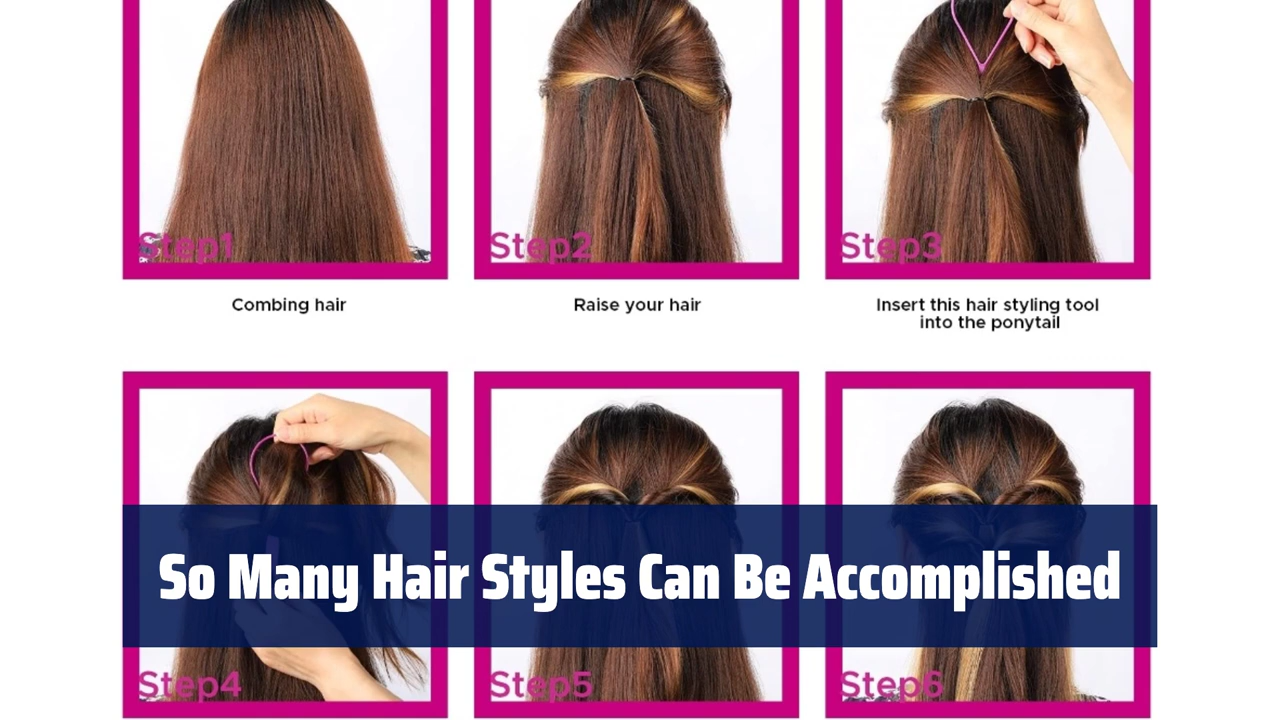 Step1
Step2
Step3
Combing hair
Raise your hair
Insert this hair styling tool
into the ponytail
So Many Hair Styles Can Be Accomplished
Step4
Step5
Step6